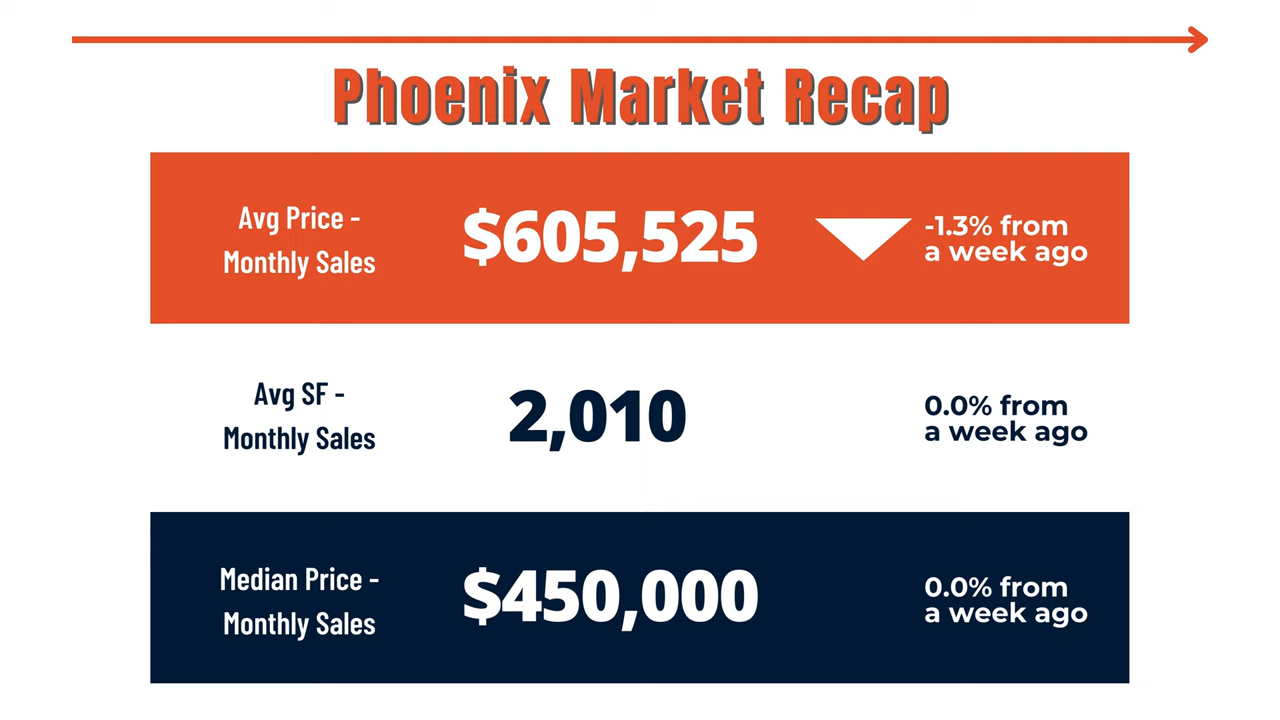 Phoenix Market Recap
Avg Price -
Monthly Sales
$605,525
-1.3% from
a week ago
Avg SF -
Monthly Sales
2,010
0.0% from
a week ago
Median Price -
Monthly Sales
$450,000
0.0% from
a week ago